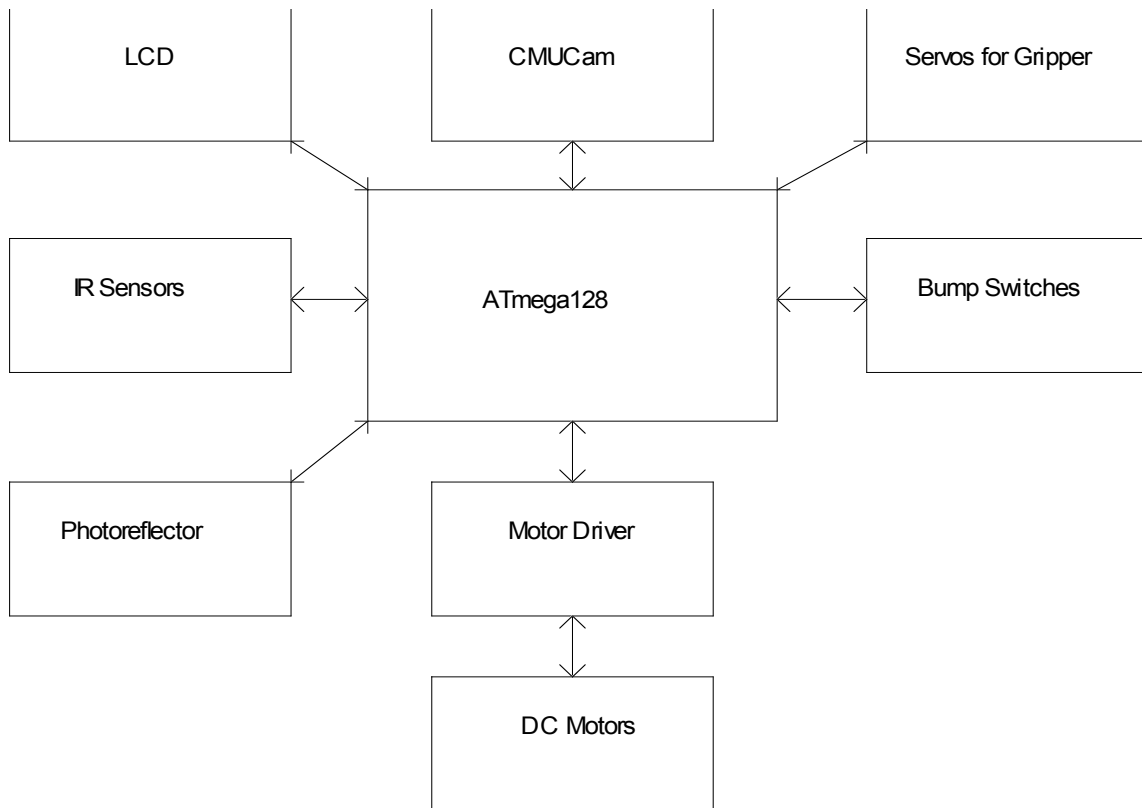 LCD
CMUCam
Servos for Gripper
IR Sensors
ATmega128
Bump Switches
Photoreflector
Motor Driver
DC Motors